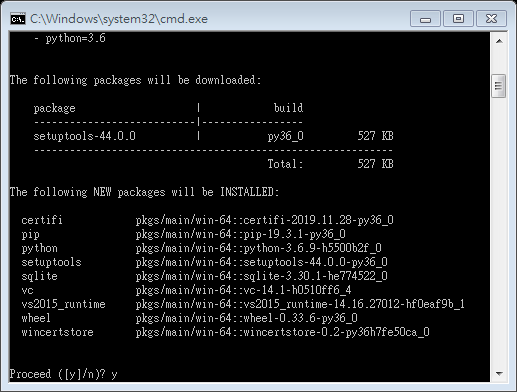 C:\Windows\system32\cmd.exe
- python=3.6
The following packages will be downloaded:
package | build
---------------------------|-----------------
setuptools-44.0.0 | py36_0 527 KB
------------------------------------------------------------
Total: 527 KB
The following NEW packages will be INSTALLED:
certifi pkgs/main/win-64::certifi-2019.11.28-py36_0
pip pkgs/main/win-64::pip-19.3.1-py36_0
python pkgs/main/win-64::python-3.6.9-h5500b2f_0
setuptools pkgs/main/win-64::setuptools-44.0.0-py36_0
sqlite pkgs/main/win-64::sqlite-3.30.1-he774522_0
vc pkgs/main/win-64::vc-14.1-h0510ff6_4
vs2015_runtime pkgs/main/win-64::vs2015_runtime-14.16.27012-hf0eaf9b_1
wheel pkgs/main/win-64::wheel-0.33.6-py36_0
wincertstore pkgs/main/win-64::wincertstore-0.2-py36h7fe50ca_0
Proceed ([y]/n)? y